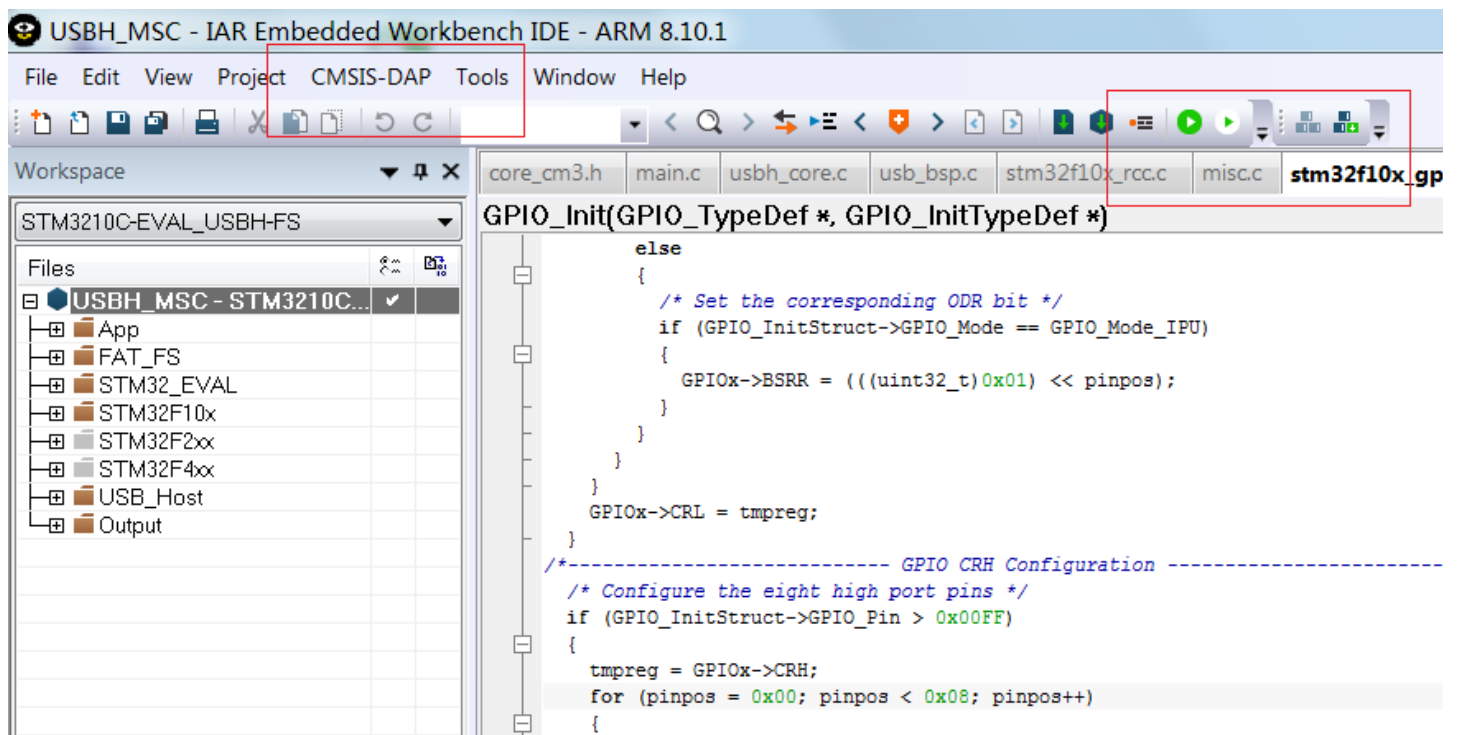 USBH_MSC - IAR Embedded Workbench IDE - ARM 8.10.1
File Edit View Project CMSIS-DAP Tools Window Help
Workspace
STM3210C-EVAL_USBH-FS
Files
USBH_MSC - STM3210C...
App
FAT_FS
STM32_EVAL
STM32F10x
STM32F2xx
STM32F4xx
USB_Host
Output
core_cm3.h main.c usbh_core.c usb_bsp.c stm32f10x_rcc.c misc.c stm32f10x_gp
GPIO_Init(GPIO_TypeDef *, GPIO_InitTypeDef *)
else
{
/* Set the corresponding ODR bit */
if (GPIO_InitStruct->GPIO_Mode == GPIO_Mode_IPU)
{
GPIOx->BSRR = (((uint32_t)0x01) << pinpos);
}
}
}
}
GPIOx->CRL = tmpreg;
}
/*---------------------------- GPIO CRH Configuration ------------------------
/* Configure the eight high port pins */
if (GPIO_InitStruct->GPIO_Pin > 0x00FF)
{
tmpreg = GPIOx->CRH;
for (pinpos = 0x00; pinpos < 0x08; pinpos++)
{